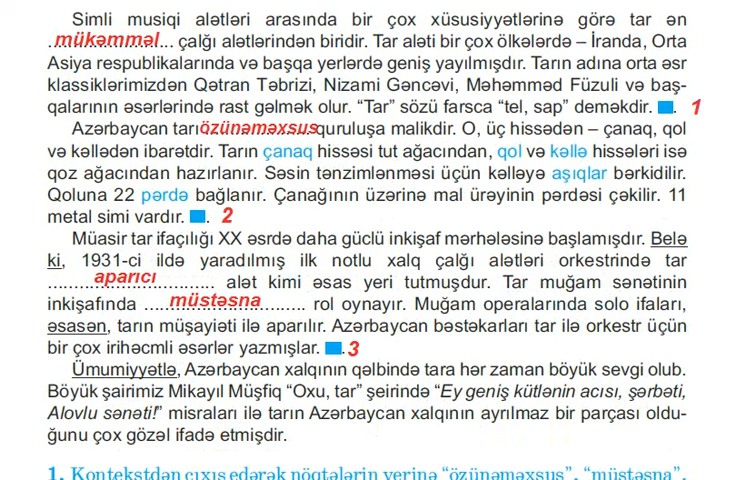 Simli musiqi alətləri arasında bir çox xüsusiyyətlərinə görə tar ən
mükəmməl çalğı alətlərindən biridir. Tar aləti bir çox ölkələrdə – İranda, Orta
Asiya respublikalarında və başqa yerlərdə geniş yayılmışdır. Tarın adına orta əsr
klassiklərimizdən Qətran Təbrizi, Nizami Gəncəvi, Məhəmməd Füzuli və baş-
qalarının əsərlərində rast gəlmək olur. “Tar” sözü farsca “tel, sap” deməkdir. 1
Azərbaycan tarı özünəməxsus quruluşa malikdir. O, üç hissədən – çanaq, qol
və kəllədən ibarətdir. Tarın çanaq hissəsi tut ağacından, qol və kəllə hissələri isə
qoz ağacından hazırlanır. Səsin tənzimlənməsi üçün kəlləyə aşıqlar bərkidilir.
Qoluna 22 pərdə bağlanır. Çanağının üzərinə mal ürəyinin pərdəsi çəkilir. 11
metal simi vardır. 2
Müasir tar ifaçılığı XX əsrdə daha güclü inkişaf mərhələsinə başlamışdır. Belə
ki, 1931-ci ildə yaradılmış ilk notlu xalq çalğı alətləri orkestrində tar
aparıcı alət kimi əsas yeri tutmuşdur. Tar muğam sənətinin
inkişafında müstəsna rol oynayır. Muğam operalarında solo ifaları,
əsasən, tarın müşayiəti ilə aparılır. Azərbaycan bəstəkarları tar ilə orkestr üçün
bir çox irihəcmli əsərlər yazmışlar. 3
Ümumiyyətlə, Azərbaycan xalqının qəlbində tara hər zaman böyük sevgi olub.
Böyük şairimiz Mikayıl Müşfiq “Oxu, tar” şeirində “Ey geniş kütlənin acısı, şərbəti,
Alovlu sənəti!” misraları ilə tarın Azərbaycan xalqının ayrılmaz bir parçası oldu-
ğunu çox gözəl ifadə etmişdir.
1. Kontekstdən çıxış edərək nöqtələrin yerinə “özünəməxsus”, “müstəsna”,